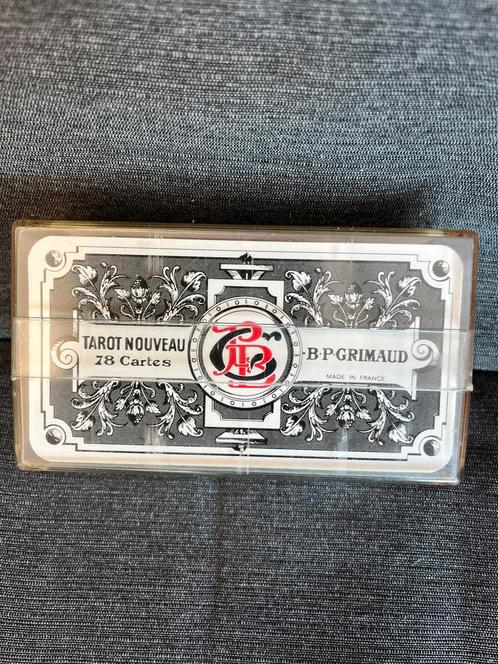 TAROT NOUVEAU
78 Cartes
B·P·GRIMAUD
MADE IN FRANCE